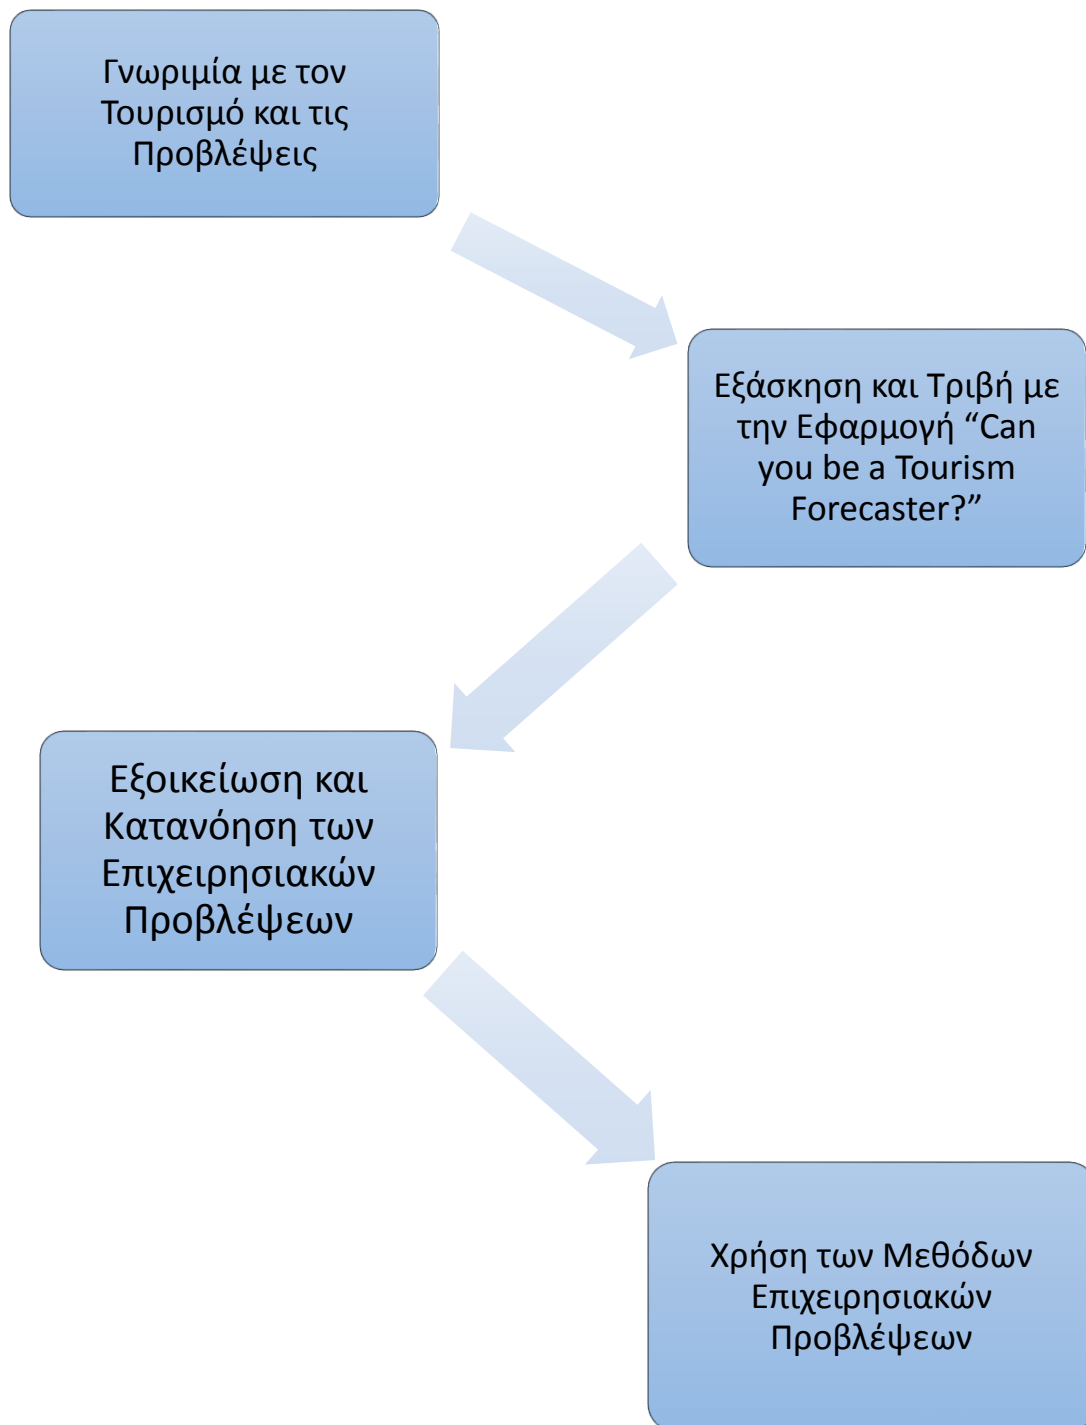 Γνωριμία με τον
Τουρισμό και τις
Προβλέψεις
Εξάσκηση και Τριβή με
την Εφαρμογή “Can
you be a Tourism
Forecaster?”
Εξοικείωση και
Κατανόηση των
Επιχειρησιακών
Προβλέψεων
Χρήση των Μεθόδων
Επιχειρησιακών
Προβλέψεων